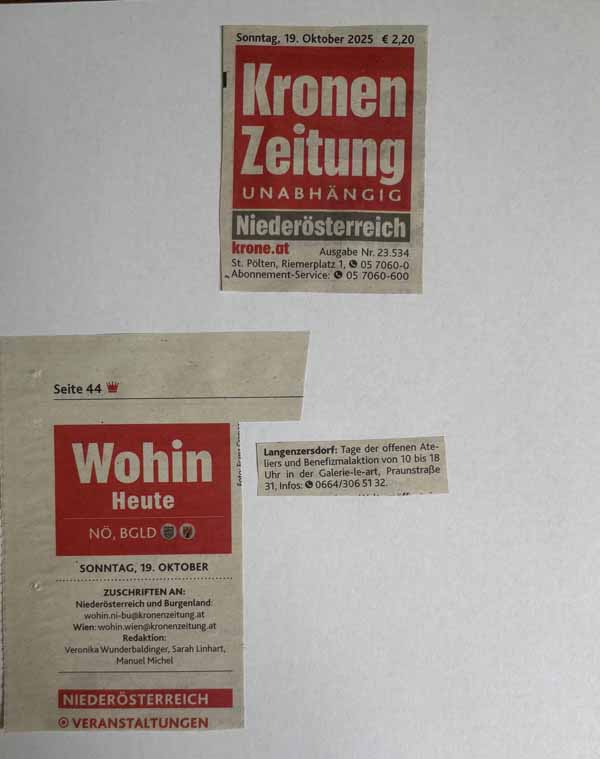 Sonntag, 19. Oktober 2025 € 2,20
Kronen
Zeitung
UNABHÄNGIG
Niederösterreich
krone.at
Ausgabe Nr. 23.534
St. Pölten, Riemerplatz 1, 05 7060-0
Abonnement-Service: 05 7060-600
Seite 44
Wohin
Heute
NÖ, BGLD
SONNTAG, 19. OKTOBER
ZUSCHRIFTEN AN:
Niederösterreich und Burgenland:
wohin.ni-bu@kronenzeitung.at
Wien: wohin.wien@kronenzeitung.at
Redaktion:
Veronika Wunderbaldinger, Sarah Linhart,
Manuel Michel
NIEDERÖSTERREICH
VERANSTALTUNGEN
Langenzersdorf: Tage der offenen Ate-
liers und Benefizmalaktion von 10 bis 18
Uhr in der Galerie-le-art, Praunstraße
31, Infos: 0664/306 51 32.